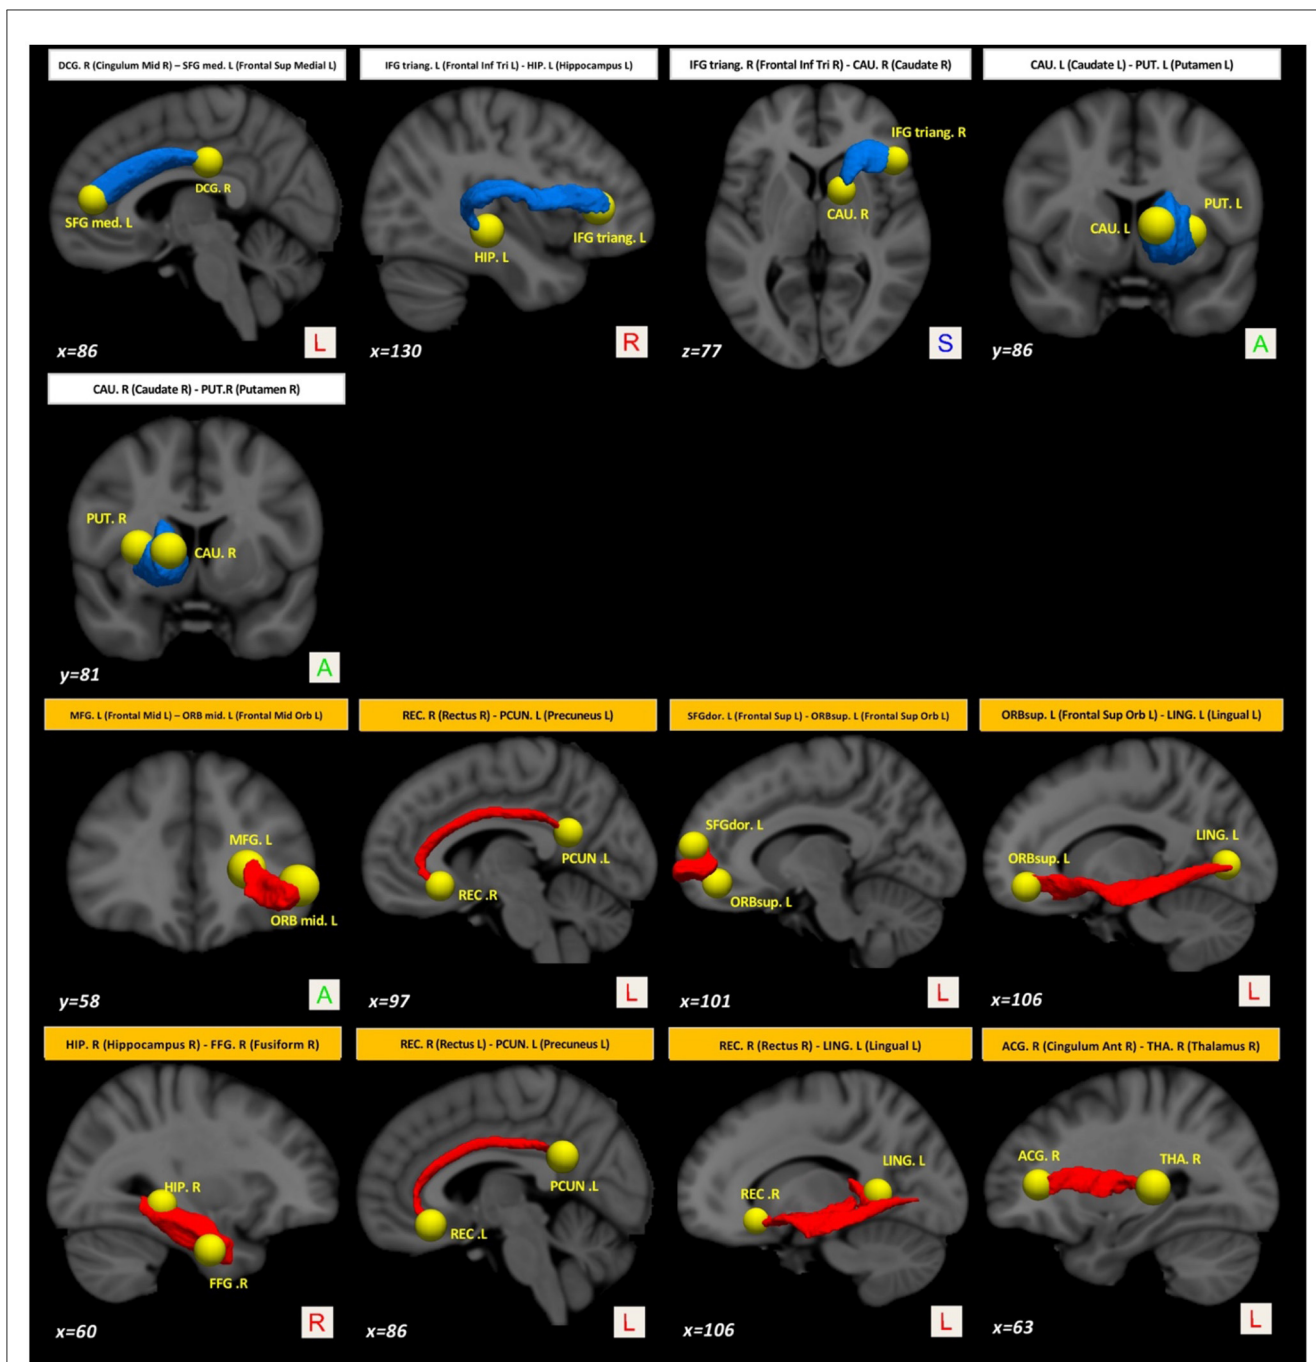 DCG. R (Cingulum Mid R) – SFG med. L (Frontal Sup Medial L)
SFG med. L
DCG. R
x=86
L
IFG triang. L (Frontal Inf Tri L) - HIP. L (Hippocampus L)
HIP. L
IFG triang. L
x=130
R
IFG triang. R (Frontal Inf Tri R) - CAU. R (Caudate R)
IFG triang. R
CAU. R
z=77
S
CAU. L (Caudate L) - PUT. L (Putamen L)
PUT. L
CAU. L
y=86
A
CAU. R (Caudate R) - PUT.R (Putamen R)
PUT. R
CAU. R
y=81
A
MFG. L (Frontal Mid L) – ORB mid. L (Frontal Mid Orb L)
MFG. L
ORB mid. L
y=58
A
REC. R (Rectus R) - PCUN. L (Precuneus L)
PCUN .L
REC .R
x=97
L
SFGdor. L (Frontal Sup L) - ORBsup. L (Frontal Sup Orb L)
SFGdor. L
ORBsup. L
x=101
L
ORBsup. L (Frontal Sup Orb L) - LING. L (Lingual L)
LING. L
ORBsup. L
x=106
L
HIP. R (Hippocampus R) - FFG. R (Fusiform R)
HIP. R
FFG .R
x=60
R
REC. R (Rectus L) - PCUN. L (Precuneus L)
PCUN .L
REC .L
x=86
L
REC. R (Rectus R) - LING. L (Lingual L)
LING. L
REC .R
x=106
L
ACG. R (Cingulum Ant R) - THA. R (Thalamus R)
ACG. R
THA. R
x=63
L